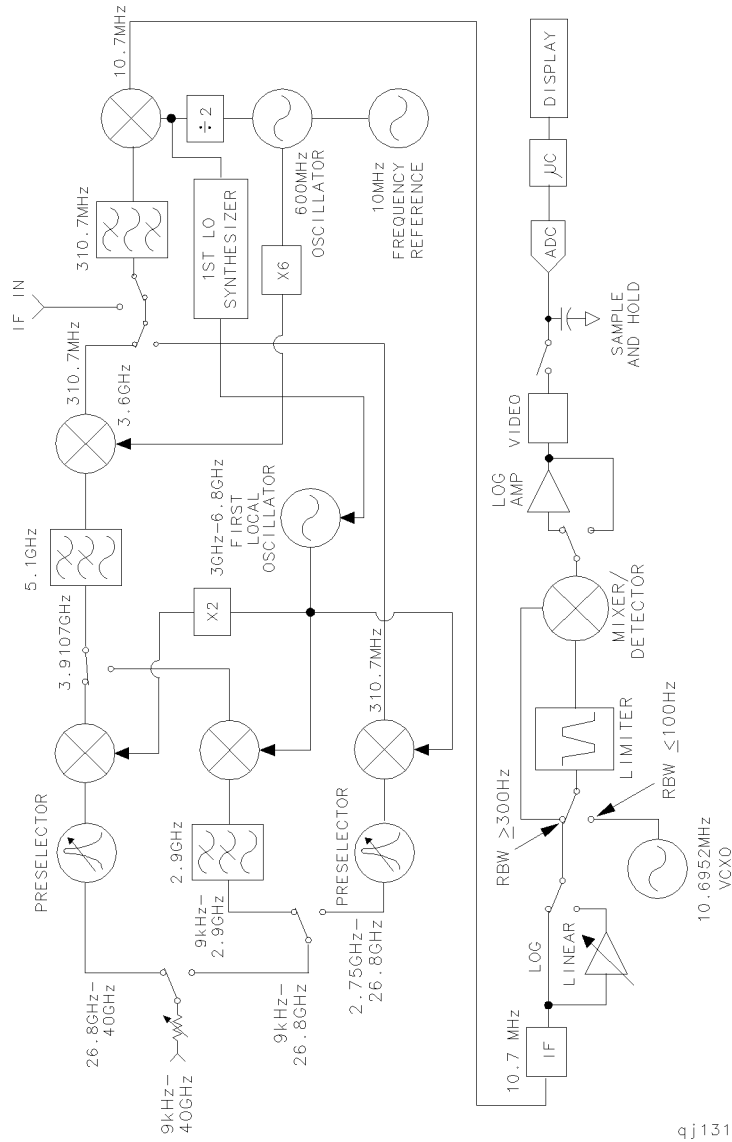 9kHz-
40GHz
26.8GHz-
40GHz
9kHz-
26.8GHz
PRESELECTOR
9kHz-
2.9GHz
2.9GHz
2.75GHz-
26.8GHz
PRESELECTOR
3.9107GHz
5.1GHz
X2
3GHz-6.8GHz
FIRST
LOCAL
OSCILLATOR
310.7MHz
310.7MHz
3.6GHz
IF IN
310.7MHz
1ST LO
SYNTHESIZER
X6
÷2
600MHz
OSCILLATOR
10MHz
FREQUENCY
REFERENCE
10.7MHz
10.7 MHz
IF
LOG
LINEAR
RBW ≥300Hz
RBW ≤100Hz
10.6952MHz
VCXO
LIMITER
MIXER/
DETECTOR
LOG
AMP
VIDEO
SAMPLE
AND HOLD
ADC
μC
DISPLAY
qj131